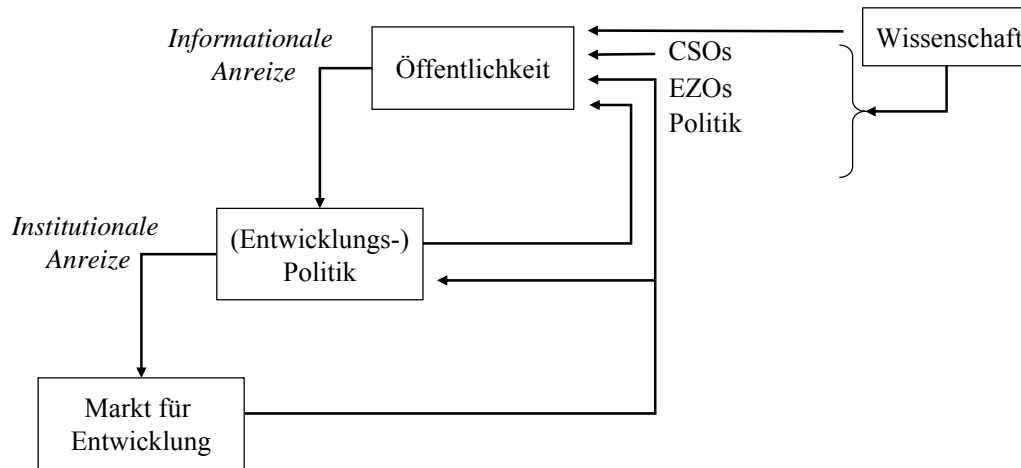 Informationale
Anreize
Öffentlichkeit
Wissenschaft
CSOs
EZOs
Politik
Institutionale
Anreize
(Entwicklungs-)
Politik
Markt für
Entwicklung